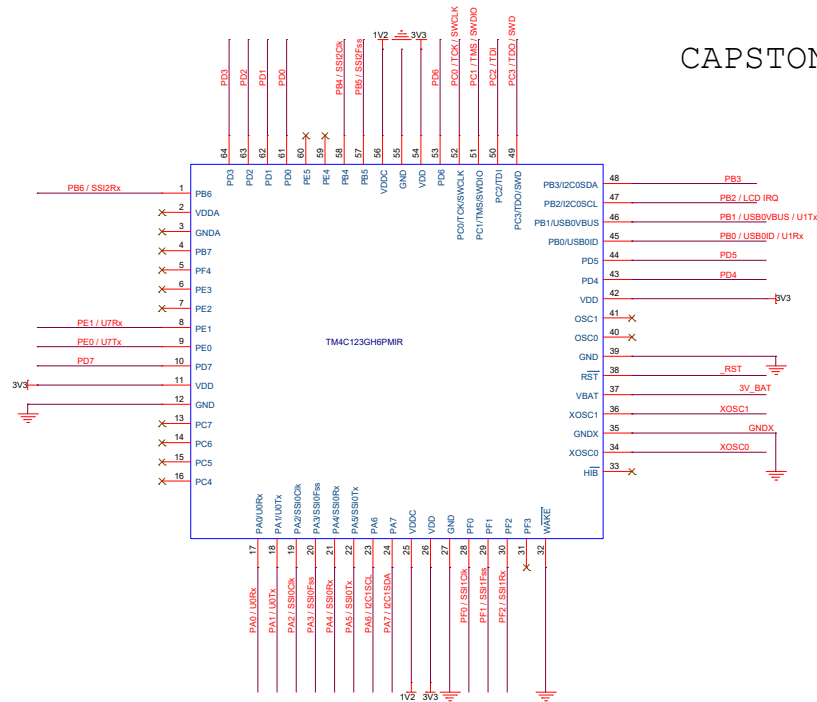 CAPSTON
1V2
3V3
PD3
PD2
PD1
PD0
PB4 / SSI2Clk
PB5 / SSI2Fss
PD6
PC0 / TCK / SWCLK
PC1 / TMS / SWDIO
PC2 / TDI
PC3 / TDO / SWD
64
63
62
61
60
59
58
57
56
55
54
53
52
51
50
49
PD3
PD2
PD1
PD0
PE5
PE4
PB4
PB5
VDDC
GND
VDD
PD6
PC0/TCK/SWCLK
PC1/TMS/SWDIO
PC2/TDI
PC3/TDO/SWD
PB6 / SSI2Rx 1 PB6
2 VDDA
3 GNDA
4 PB7
5 PF4
6 PE3
7 PE2
PE1 / U7Rx 8 PE1
PE0 / U7Tx 9 PE0
PD7 10 PD7
3V3 11 VDD
12 GND
13 PC7
14 PC6
15 PC5
16 PC4
TM4C123GH6PMIR
PB3/I2C0SDA 48 PB3
PB2/I2C0SCL 47 PB2 / LCD IRQ
PB1/USB0VBUS 46 PB1 / USB0VBUS / U1Tx
PB0/USB0ID 45 PB0 / USB0ID / U1Rx
PD5 44 PD5
PD4 43 PD4
VDD 42 3V3
OSC1 41
OSC0 40
GND 39
RST 38 _RST
VBAT 37 3V_BAT
XOSC1 36 XOSC1
GNDX 35 GNDX
XOSC0 34 XOSC0
HIB 33
PA0/U0Rx
PA1/U0Tx
PA2/SSI0Clk
PA3/SSI0Fss
PA4/SSI0Rx
PA5/SSI0Tx
PA6
PA7
VDDC
VDD
GND
PF0
PF1
PF2
PF3
WAKE
17
18
19
20
21
22
23
24
25
26
27
28
29
30
31
32
PA0 / U0Rx
PA1 / U0Tx
PA2 / SSI0Clk
PA3 / SSI0Fss
PA4 / SSI0Rx
PA5 / SSI0Tx
PA6 / I2C1SCL
PA7 / I2C1SDA
PF0 / SSI1Clk
PF1 / SSI1Fss
PF2 / SSI1Rx
1V2
3V3